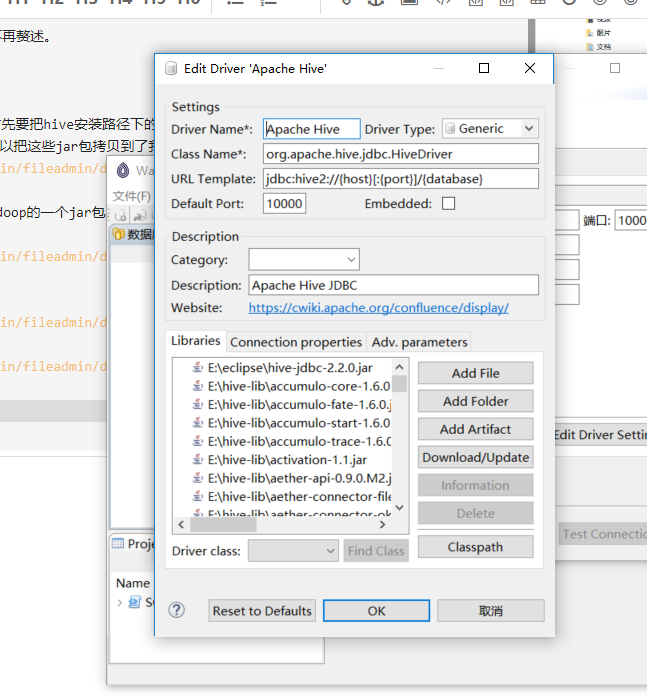 H1 H2 H3 H4 H5 H6
不再赘述。
先要把hive安装路径下的
以把这些jar包拷贝到了我
in/fileadmin/d
doop的一个jar包
in/fileadmin/d
in/fileadmin/d
in/fileadmin/d
图片
文档
文件(F)
数据库
端口:
1000
Edit Driver Settin
Test Connectio
Proje
Name
Edit Driver 'Apache Hive'
Settings
Driver Name*: Apache Hive Driver Type: Generic
Class Name*: org.apache.hive.jdbc.HiveDriver
URL Template: jdbc:hive2://{host}[:{port}]/{database}
Default Port: 10000 Embedded:
Description
Category:
Description: Apache Hive JDBC
Website: https://cwiki.apache.org/confluence/display/
Libraries Connection properties Adv. parameters
E:\eclipse\hive-jdbc-2.2.0.jar
E:\hive-lib\accumulo-core-1.6.0
E:\hive-lib\accumulo-fate-1.6.0.j
E:\hive-lib\accumulo-start-1.6.0
E:\hive-lib\accumulo-trace-1.6.0
E:\hive-lib\activation-1.1.jar
E:\hive-lib\aether-api-0.9.0.M2.j
E:\hive-lib\aether-connector-file
E:\hive-lib\aether-connector-ok
Add File
Add Folder
Add Artifact
Download/Update
Information
Delete
Classpath
Driver class: Find Class
Reset to Defaults OK 取消